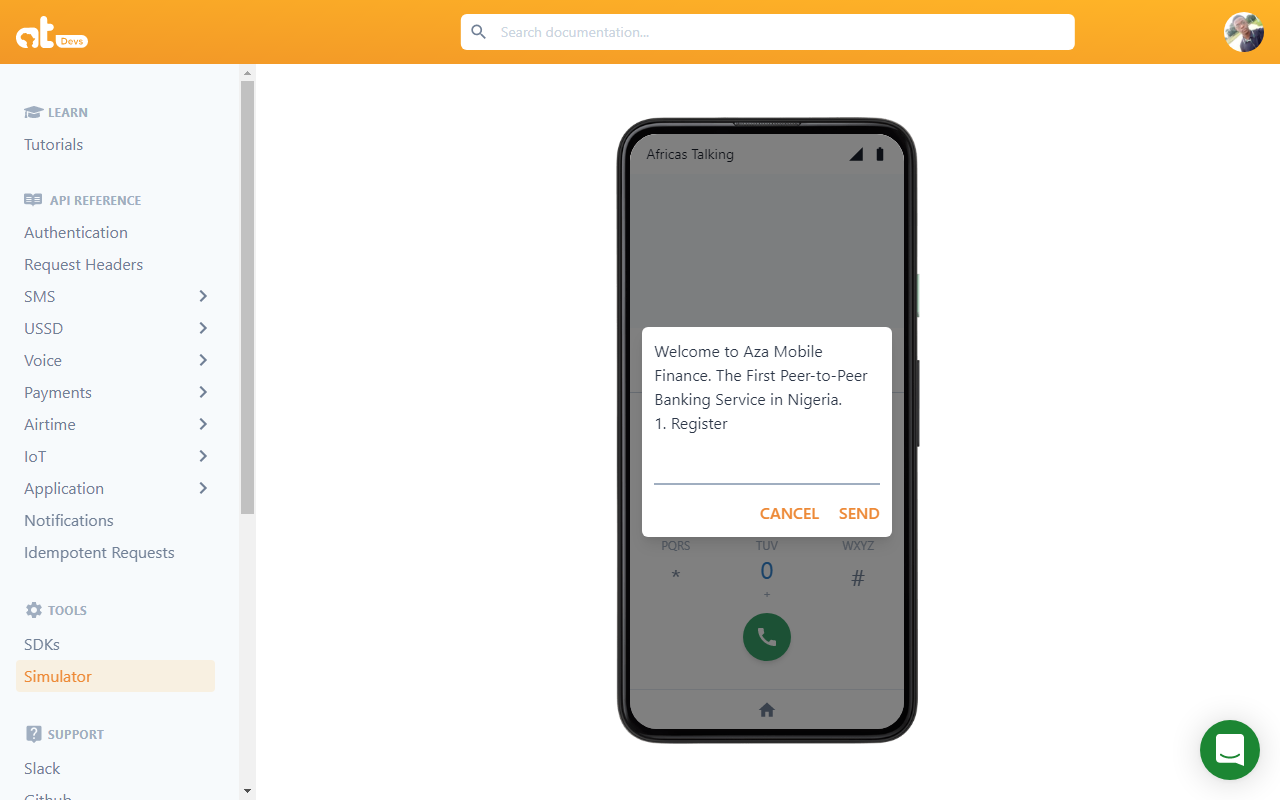 at
Devs
Search documentation...
LEARN
Tutorials
API REFERENCE
Authentication
Request Headers
SMS
USSD
Voice
Payments
Airtime
IoT
Application
Notifications
Idempotent Requests
TOOLS
SDKs
Simulator
SUPPORT
Slack
Github
Africas Talking
Welcome to Aza Mobile
Finance. The First Peer-to-Peer
Banking Service in Nigeria.
1. Register
CANCEL SEND
PQRS TUV WXYZ
* 0 #
+